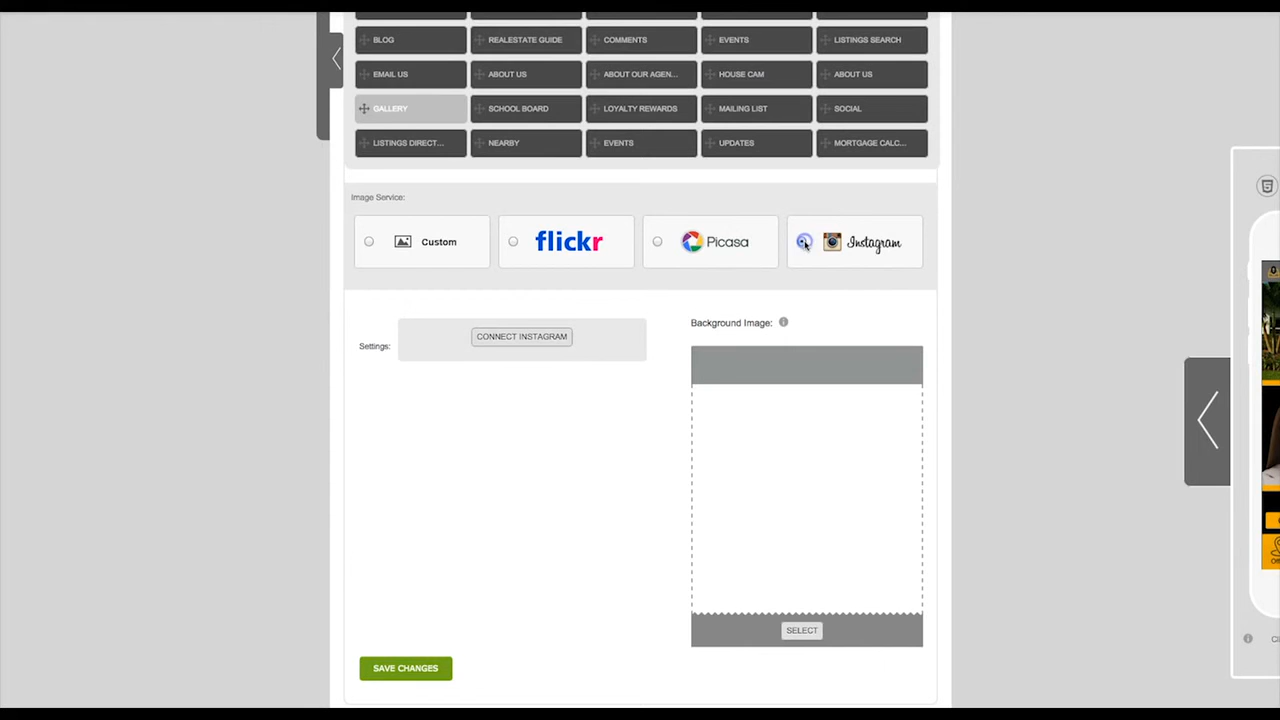 BLOG REALESTATE GUIDE COMMENTS EVENTS LISTINGS SEARCH
EMAIL US ABOUT US ABOUT OUR AGEN... HOUSE CAM ABOUT US
GALLERY SCHOOL BOARD LOYALTY REWARDS MAILING LIST SOCIAL
LISTINGS DIRECT... NEARBY EVENTS UPDATES MORTGAGE CALC...
Image Service:
Custom flickr Picasa Instagram
Background Image:
CONNECT INSTAGRAM
Settings:
SELECT
SAVE CHANGES